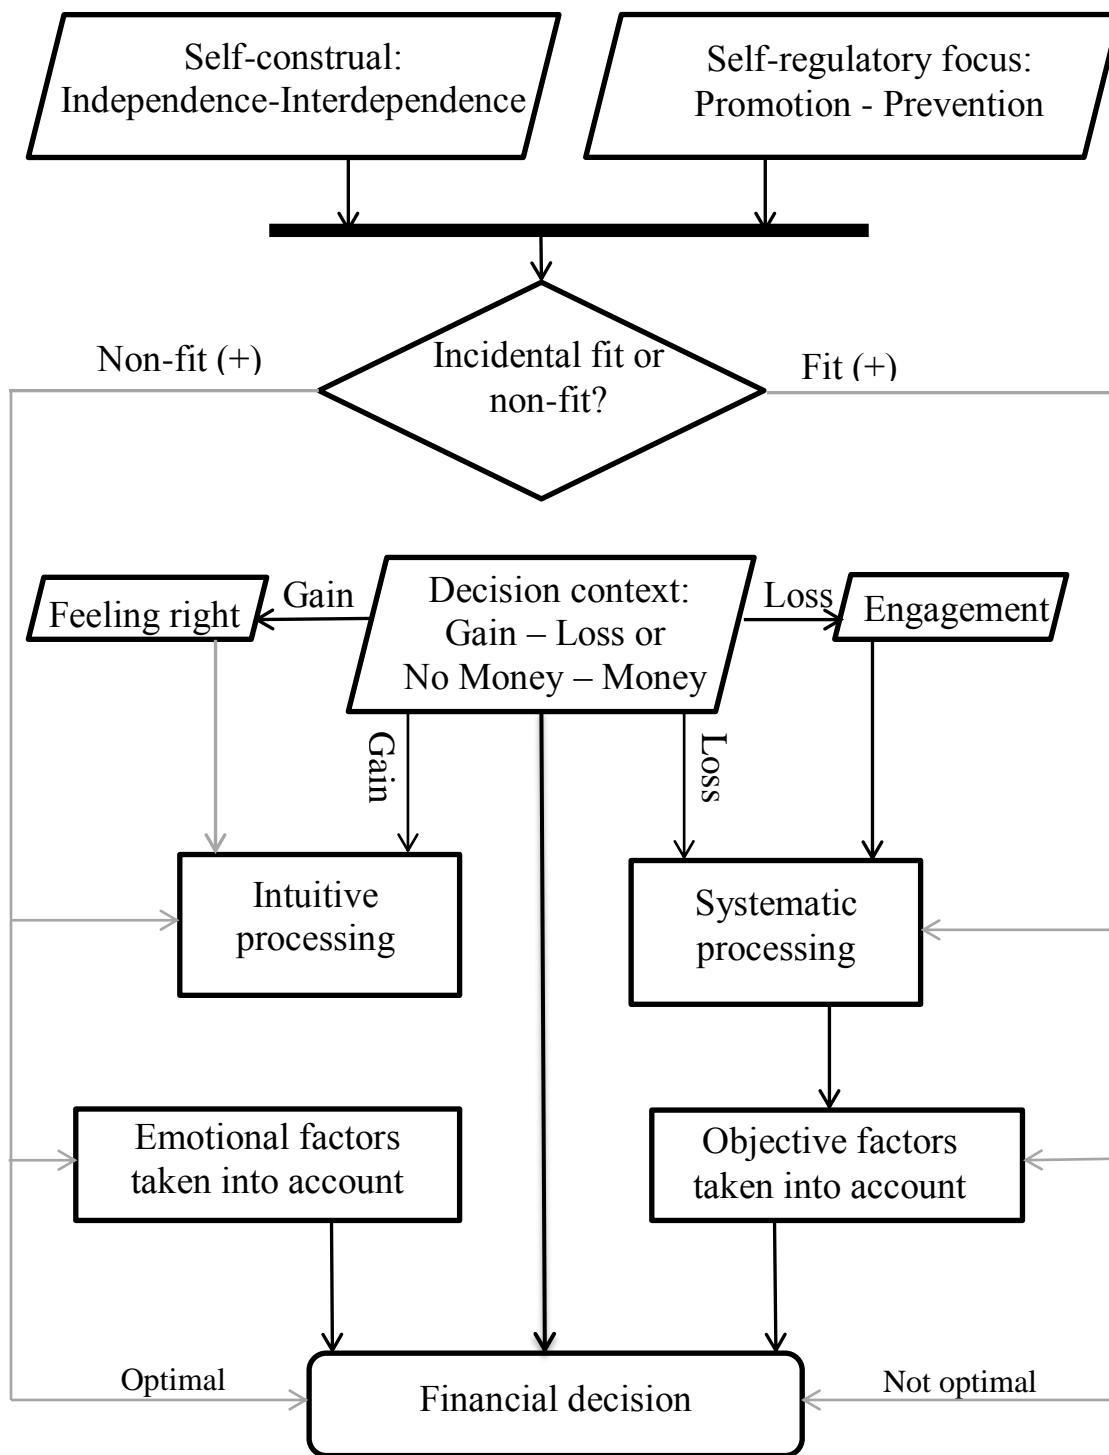 Self-construal:
Independence-Interdependence
Self-regulatory focus:
Promotion - Prevention
Non-fit (+)
Incidental fit or
non-fit?
Fit (+)
Feeling right
Gain
Decision context:
Gain – Loss or
No Money – Money
Loss
Engagement
Gain
Loss
Intuitive
processing
Systematic
processing
Emotional factors
taken into account
Objective factors
taken into account
Optimal
Financial decision
Not optimal